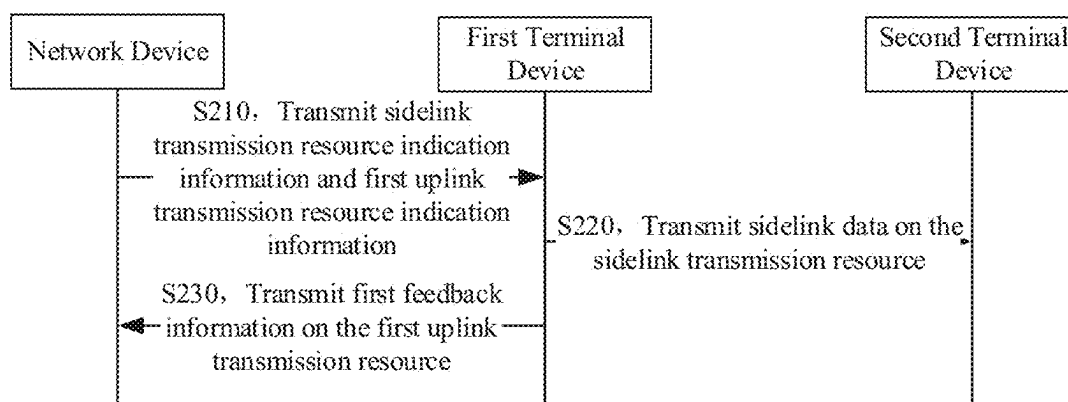 Network Device
First Terminal
Device
Second Terminal
Device
S210, Transmit sidelink
transmission resource indication
information and first uplink
transmission resource indication
information
S220, Transmit sidelink data on the
sidelink transmission resource
S230, Transmit first feedback
information on the first uplink
transmission resource